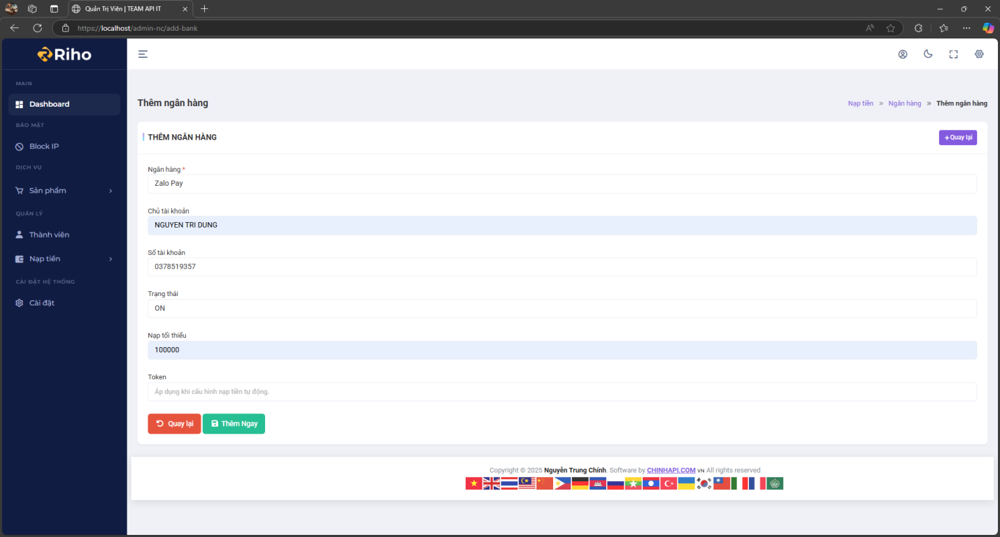 Quản Trị Viên | TEAM API IT
https://localhost/admin-nc/add-bank
Riho
MAIN
Dashboard
BẢO MẬT
Block IP
DỊCH VỤ
Sản phẩm
QUẢN LÝ
Thành viên
Nạp tiền
CÀI ĐẶT HỆ THỐNG
Cài đặt
Thêm ngân hàng
Nạp tiền » Ngân hàng » Thêm ngân hàng
THÊM NGÂN HÀNG
+ Quay lại
Ngân hàng *
Zalo Pay
Chủ tài khoản
NGUYEN TRI DUNG
Số tài khoản
0378519357
Trạng thái
ON
Nạp tối thiểu
100000
Token
Áp dụng khi cấu hình nạp tiền tự động.
Quay lại
Thêm Ngay
Copyright © 2025 Nguyễn Trung Chính. Software by CHINHAPI.COM VN All rights reserved